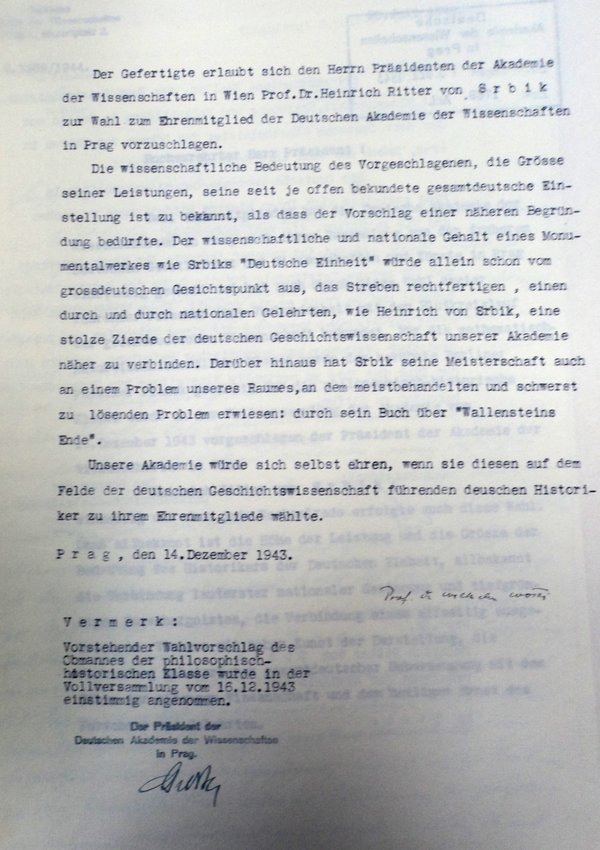 Der Gefertigte erlaubt sich den Herrn Präsidenten der Akademie
der Wissenschaften in Wien Prof.Dr.Heinrich Ritter von S r b i k
zur Wahl zum Ehrenmitglied der Deutschen Akademie der Wissenschaften
in Prag vorzuschlagen.
Die wissenschaftliche Bedeutung des Vorgeschlagenen, die Grösse
seiner Leistungen, seine seit je offen bekundete gesamtdeutsche Ein-
stellung ist zu bekannt, als dass der Vorschlag einer näheren Begrün-
dung bedürfte. Der wissenschaftliche und nationale Gehalt eines Monu-
mentalwerkes wie Srbiks "Deutsche Einheit" würde allein schon vom
grossdeutschen Gesichtspunkt aus, das Streben rechtfertigen , einen
durch und durch nationalen Gelehrten, wie Heinrich von Srbik, eine
stolze Zierde der deutschen Geschichtswissenschaft unserer Akademie
näher zu verbinden. Darüber hinaus hat Srbik seine Meisterschaft auch
an einem Problem unseres Raumes,an dem meistbehandelten und schwerst
zu lösenden Problem erwiesen: durch sein Buch über "Wallensteins
Ende".
Unsere Akademie würde sich selbst ehren, wenn sie diesen auf dem
Felde der deutschen Geschichtswissenschaft führenden deuschen Histori-
ker zu ihrem Ehrenmitgliede wählte.
P r a g , den 14.Dezember 1943.
Prof. d.
V e r m e r k :
Vorstehender Wahlvorschlag des
Obmannes der philosophisch-
historischen Klasse wurde in der
Vollversammlung vom 16.12.1943
einstimmig angenommen.
Der Präsident der
Deutschen Akademie der Wissenschaften
in Prag.